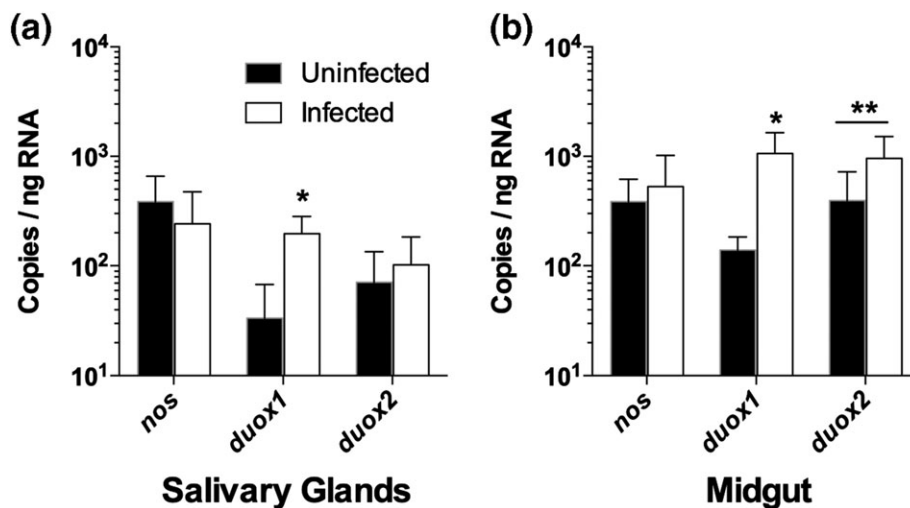 (a)
10⁴
10³
10²
10¹
Copies / ng RNA
Uninfected
Infected
*
nos
duox1
duox2
Salivary Glands
(b)
10⁴
10³
10²
10¹
Copies / ng RNA
*
**
nos
duox1
duox2
Midgut